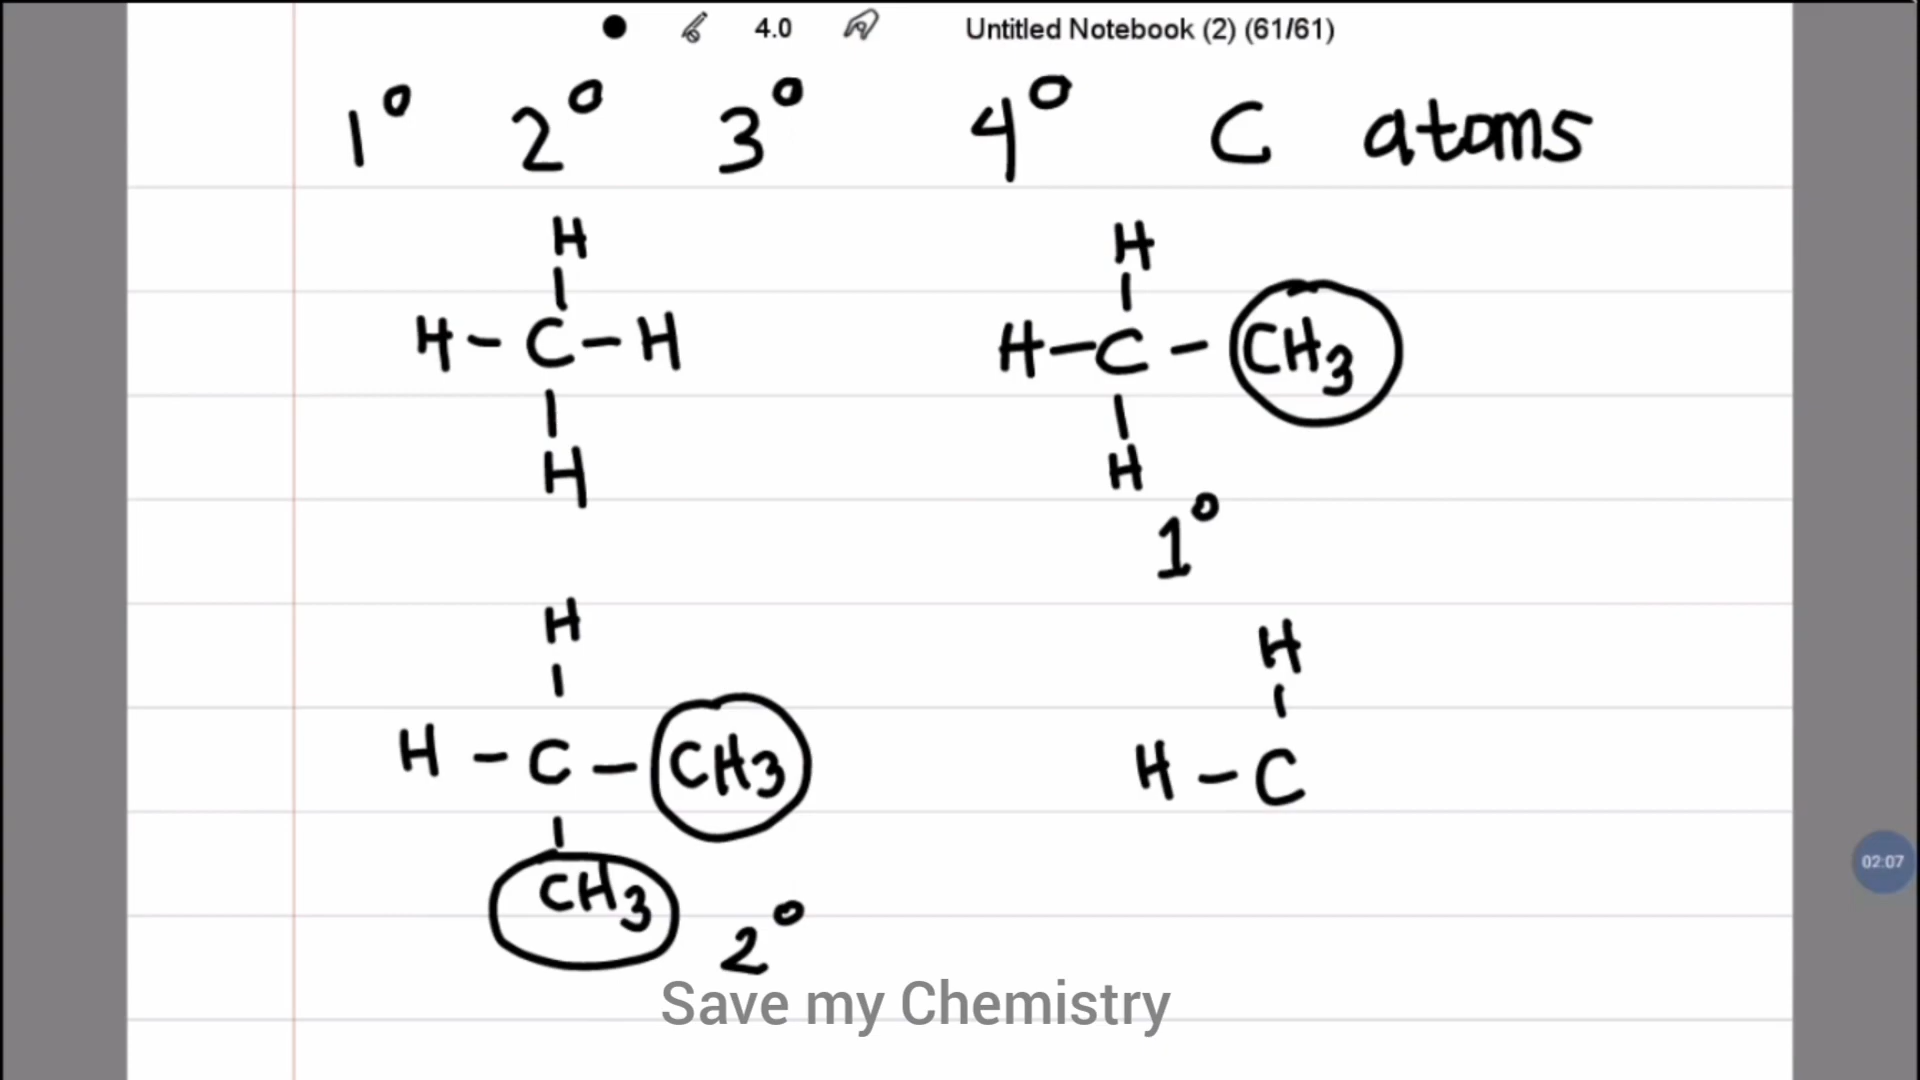 4.0 Untitled Notebook (2) (61/61)
1° 2° 3° 4° C atoms
H
H-C-H
H
H
H-C-CH3
H
1°
H
H-C-CH3
CH3
2°
H
H-C
02:07
Save my Chemistry